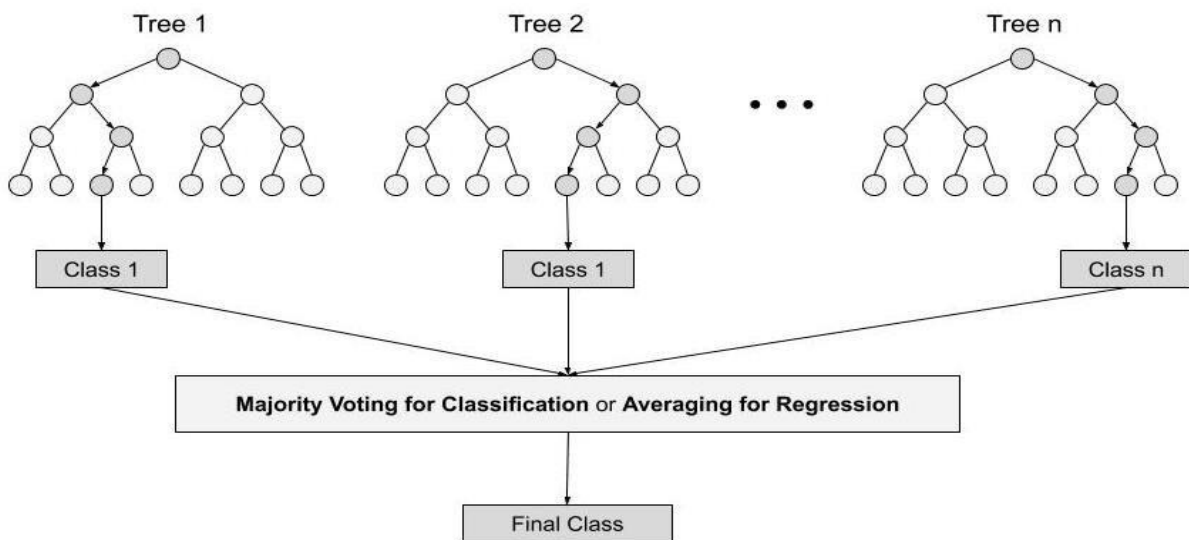 Tree 1
Tree 2
Tree n
Class 1
Class 1
Class n
Majority Voting for Classification or Averaging for Regression
Final Class